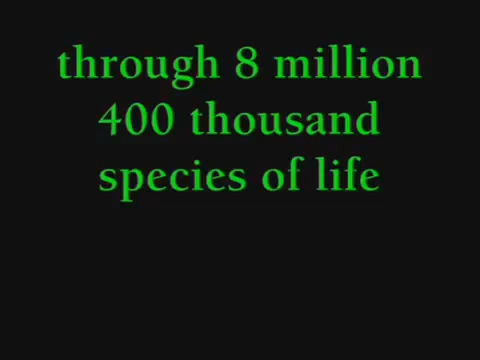 through 8 million
400 thousand
species of life